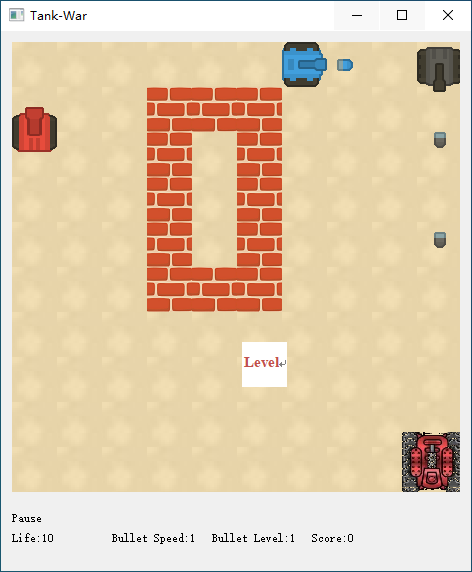 Tank-War
Level↵
Pause
Life:10 Bullet Speed:1 Bullet Level:1 Score:0